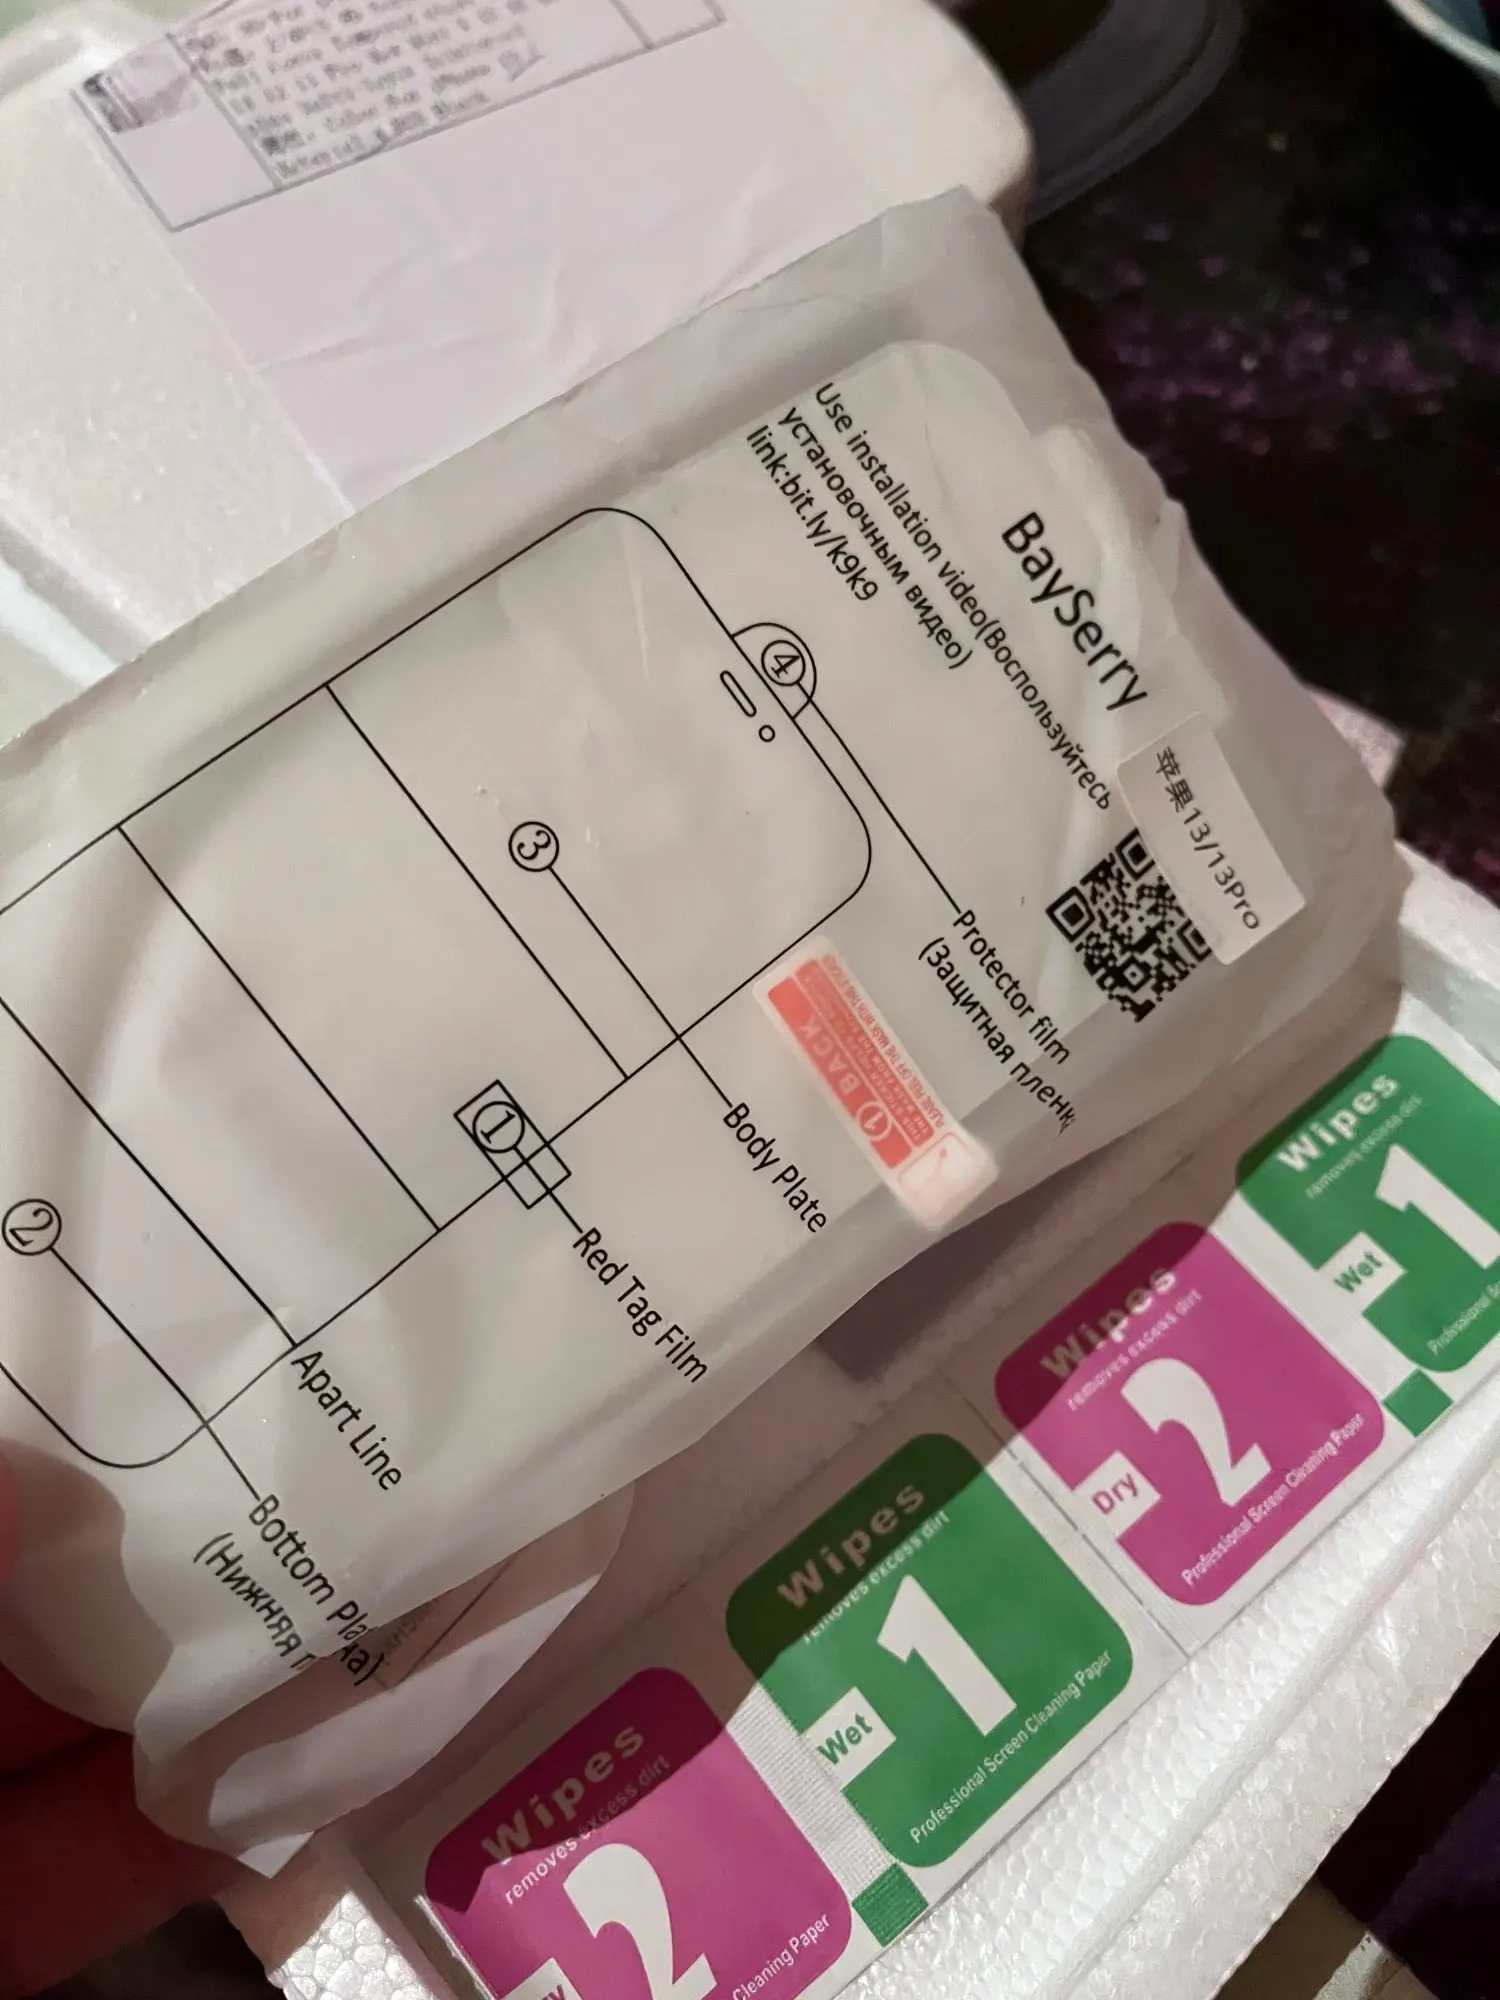 BaySerry
苹果13/13Pro
Use installation video(Воспользуйтесь
установочным видео)
link:bit.ly/k9k9
④
Protector film
(Защитная пленк
③
Body Plate
①
Red Tag Film
Apart Line
②
Bottom Pla
(Нижняя п
на)
① BACK
Wipes
removes excess dirt
Wet
1
Professional Sc
Wipes
removes excess dirt
Dry
2
Professional Screen Cleaning Paper
Wipes
removes excess dirt
Wet
1
Professional Screen Cleaning Paper
Wipes
removes excess dirt
2
Cleaning Paper